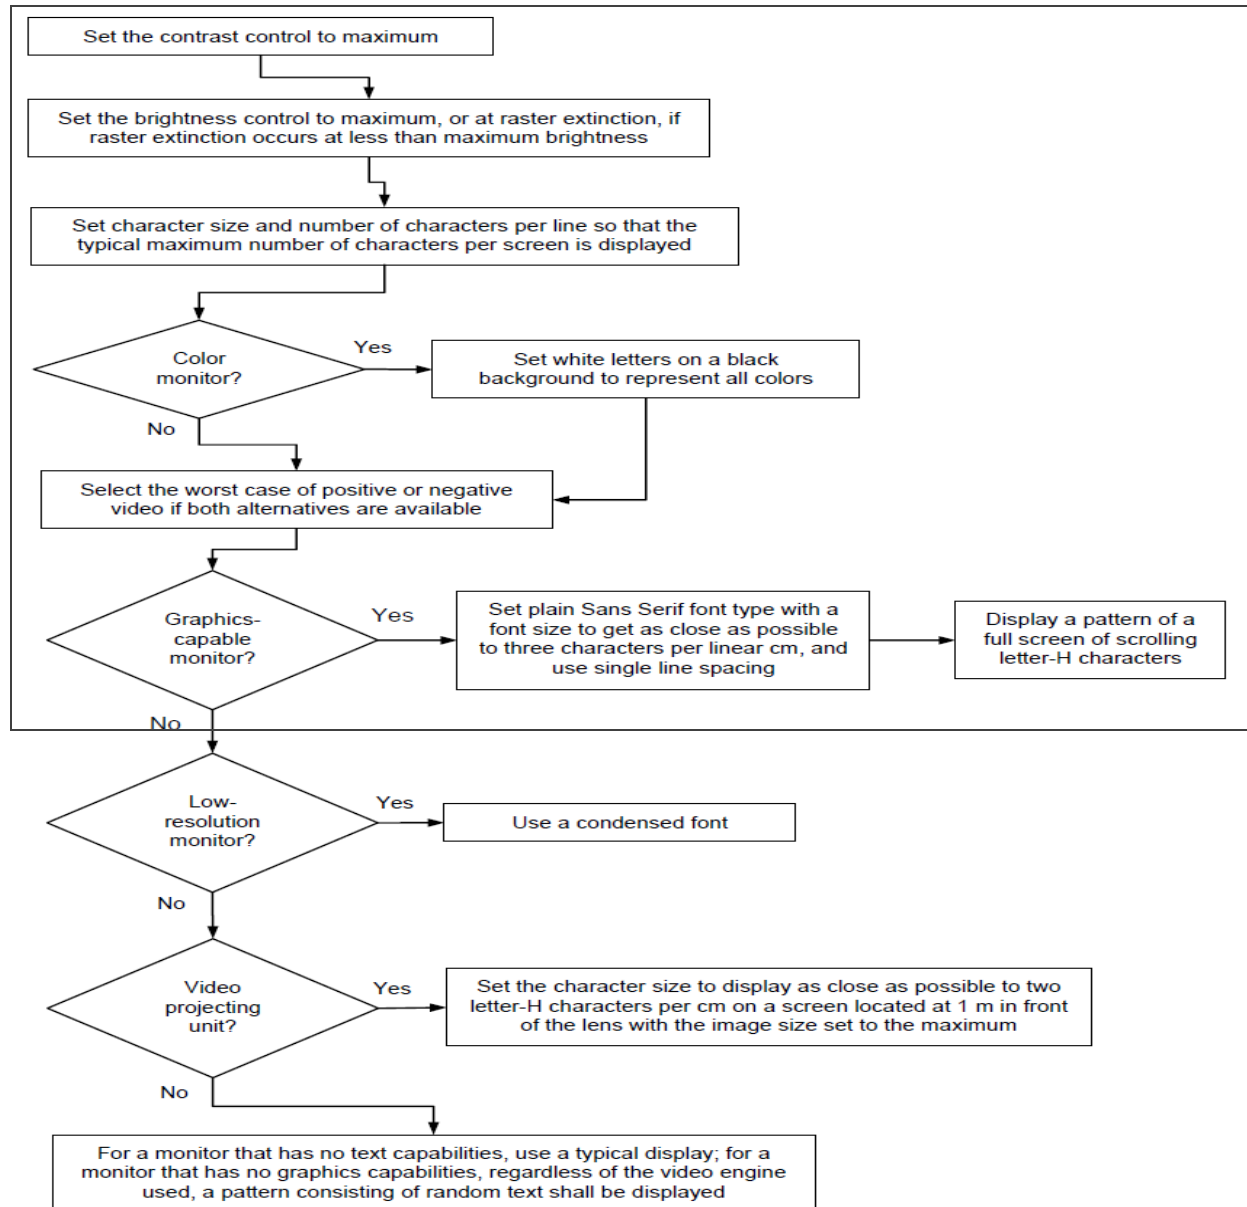 Set the contrast control to maximum
Set the brightness control to maximum, or at raster extinction, if
raster extinction occurs at less than maximum brightness
Set character size and number of characters per line so that the
typical maximum number of characters per screen is displayed
Color
monitor?
Yes
Set white letters on a black
background to represent all colors
No
Select the worst case of positive or negative
video if both alternatives are available
Graphics-
capable
monitor?
Yes
Set plain Sans Serif font type with a
font size to get as close as possible
to three characters per linear cm, and
use single line spacing
Display a pattern of a
full screen of scrolling
letter-H characters
No
Low-
resolution
monitor?
Yes
Use a condensed font
No
Video
projecting
unit?
Yes
Set the character size to display as close as possible to two
letter-H characters per cm on a screen located at 1 m in front
of the lens with the image size set to the maximum
No
For a monitor that has no text capabilities, use a typical display; for a
monitor that has no graphics capabilities, regardless of the video engine
used, a pattern consisting of random text shall be displayed